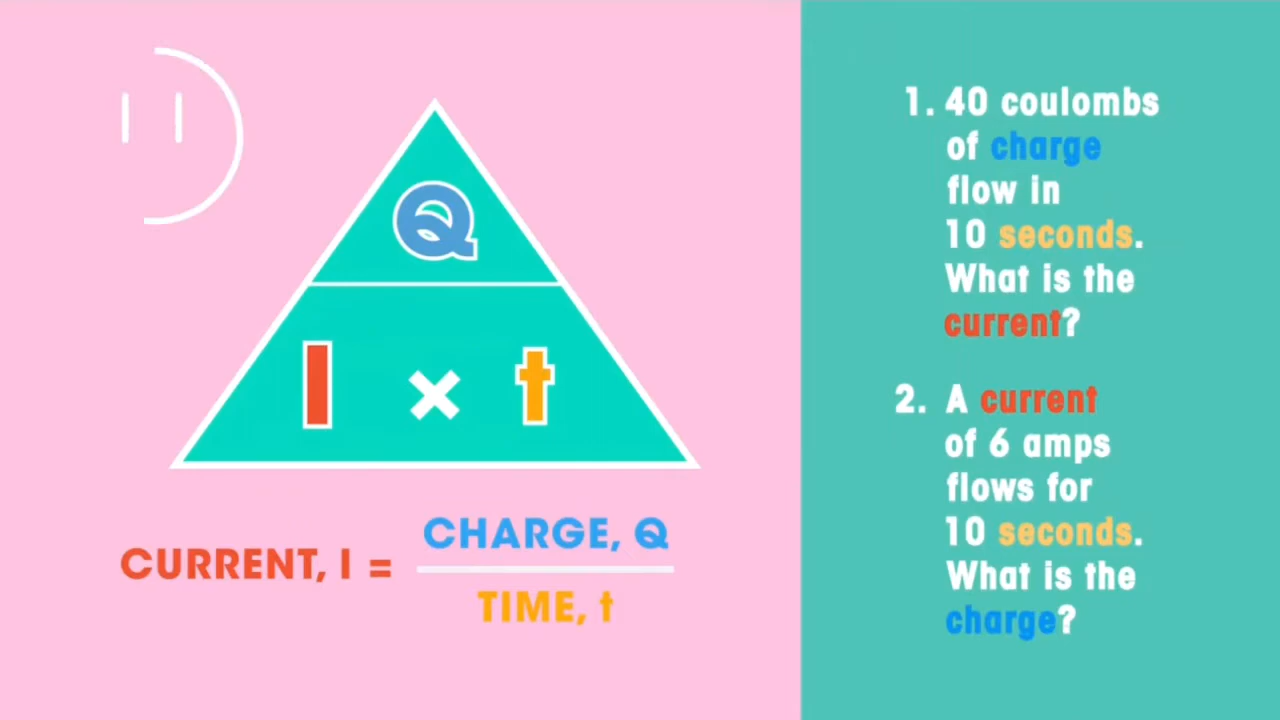 Q
I × t
CURRENT, I = CHARGE, Q
TIME, t
1. 40 coulombs
of charge
flow in
10 seconds.
What is the
current?
2. A current
of 6 amps
flows for
10 seconds.
What is the
charge?